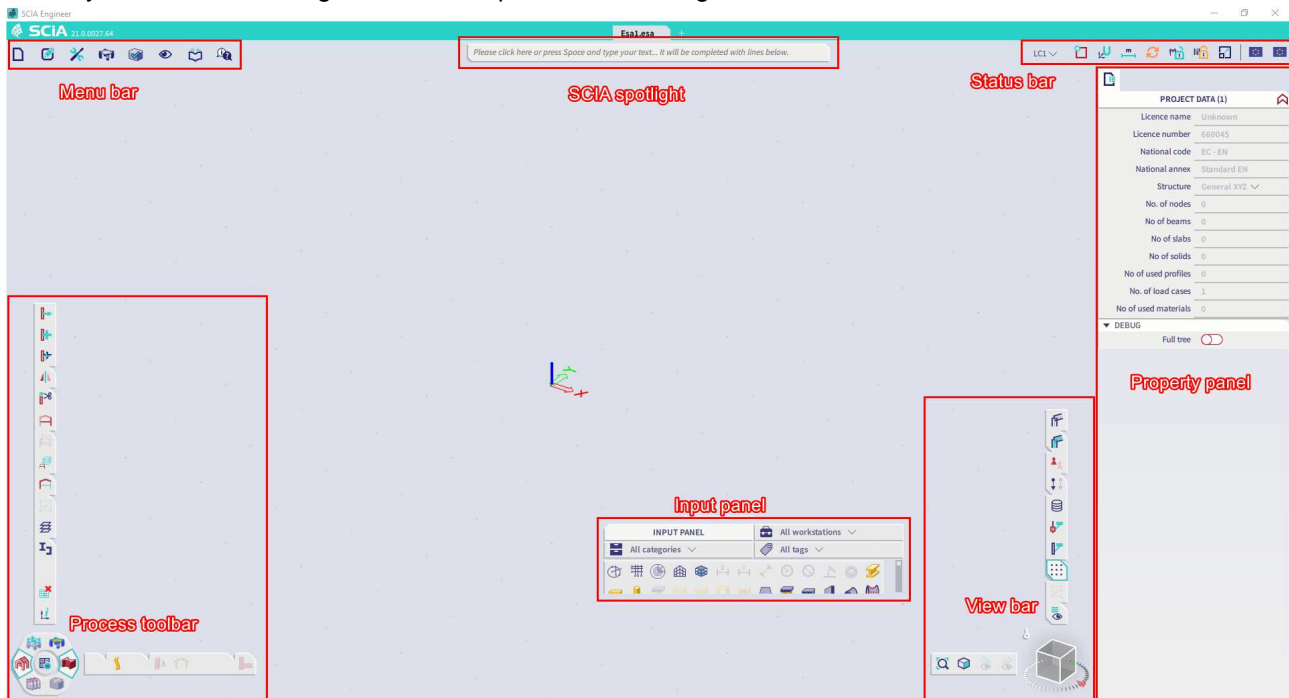 SCIA Engineer
SCIA 21.0.0027.64
Esa1.esa +
Please click here or press Space and type your text... It will be completed with lines below.
LC1
Menu bar
SCIA spotlight
Status bar
PROJECT DATA (1)
Licence name Unknown
Licence number 660045
National code EC - EN
National annex Standard EN
Structure General XYZ
No. of nodes 0
No of beams 0
No of slabs 0
No of solids 0
No of used profiles 0
No. of load cases 1
No of used materials 0
DEBUG
Full tree
Property panel
Y
X
Input panel
INPUT PANEL All workstations
All categories All tags
View bar
Process toolbar